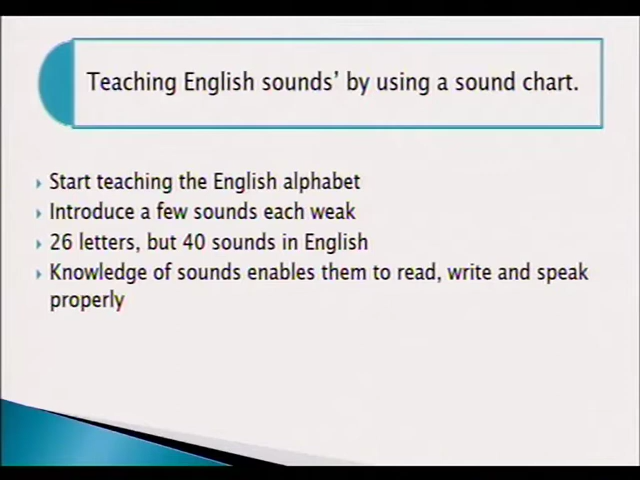 Teaching English sounds’ by using a sound chart.
Start teaching the English alphabet
Introduce a few sounds each weak
26 letters, but 40 sounds in English
Knowledge of sounds enables them to read, write and speak
properly